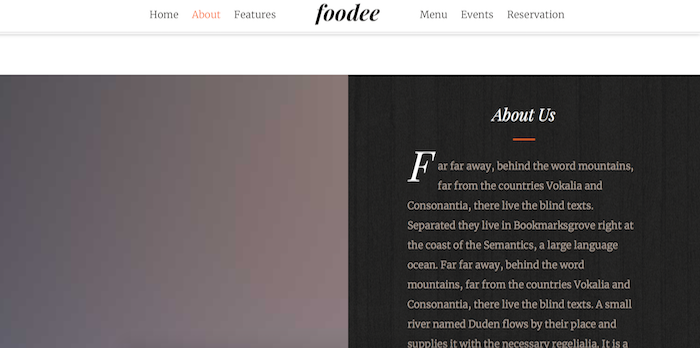 Home About Features foodee Menu Events Reservation
About Us
Far far away, behind the word mountains,
far from the countries Vokalia and
Consonantia, there live the blind texts.
Separated they live in Bookmarksgrove right at
the coast of the Semantics, a large language
ocean. Far far away, behind the word
mountains, far from the countries Vokalia and
Consonantia, there live the blind texts. A small
river named Duden flows by their place and
supplies it with the necessary regelialia. It is a